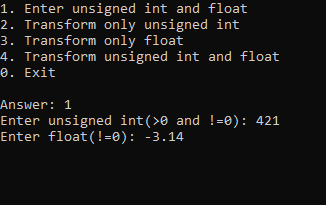 1. Enter unsigned int and float
2. Transform only unsigned int
3. Transform only float
4. Transform unsigned int and float
0. Exit
Answer: 1
Enter unsigned int(>0 and !=0): 421
Enter float(!=0): -3.14